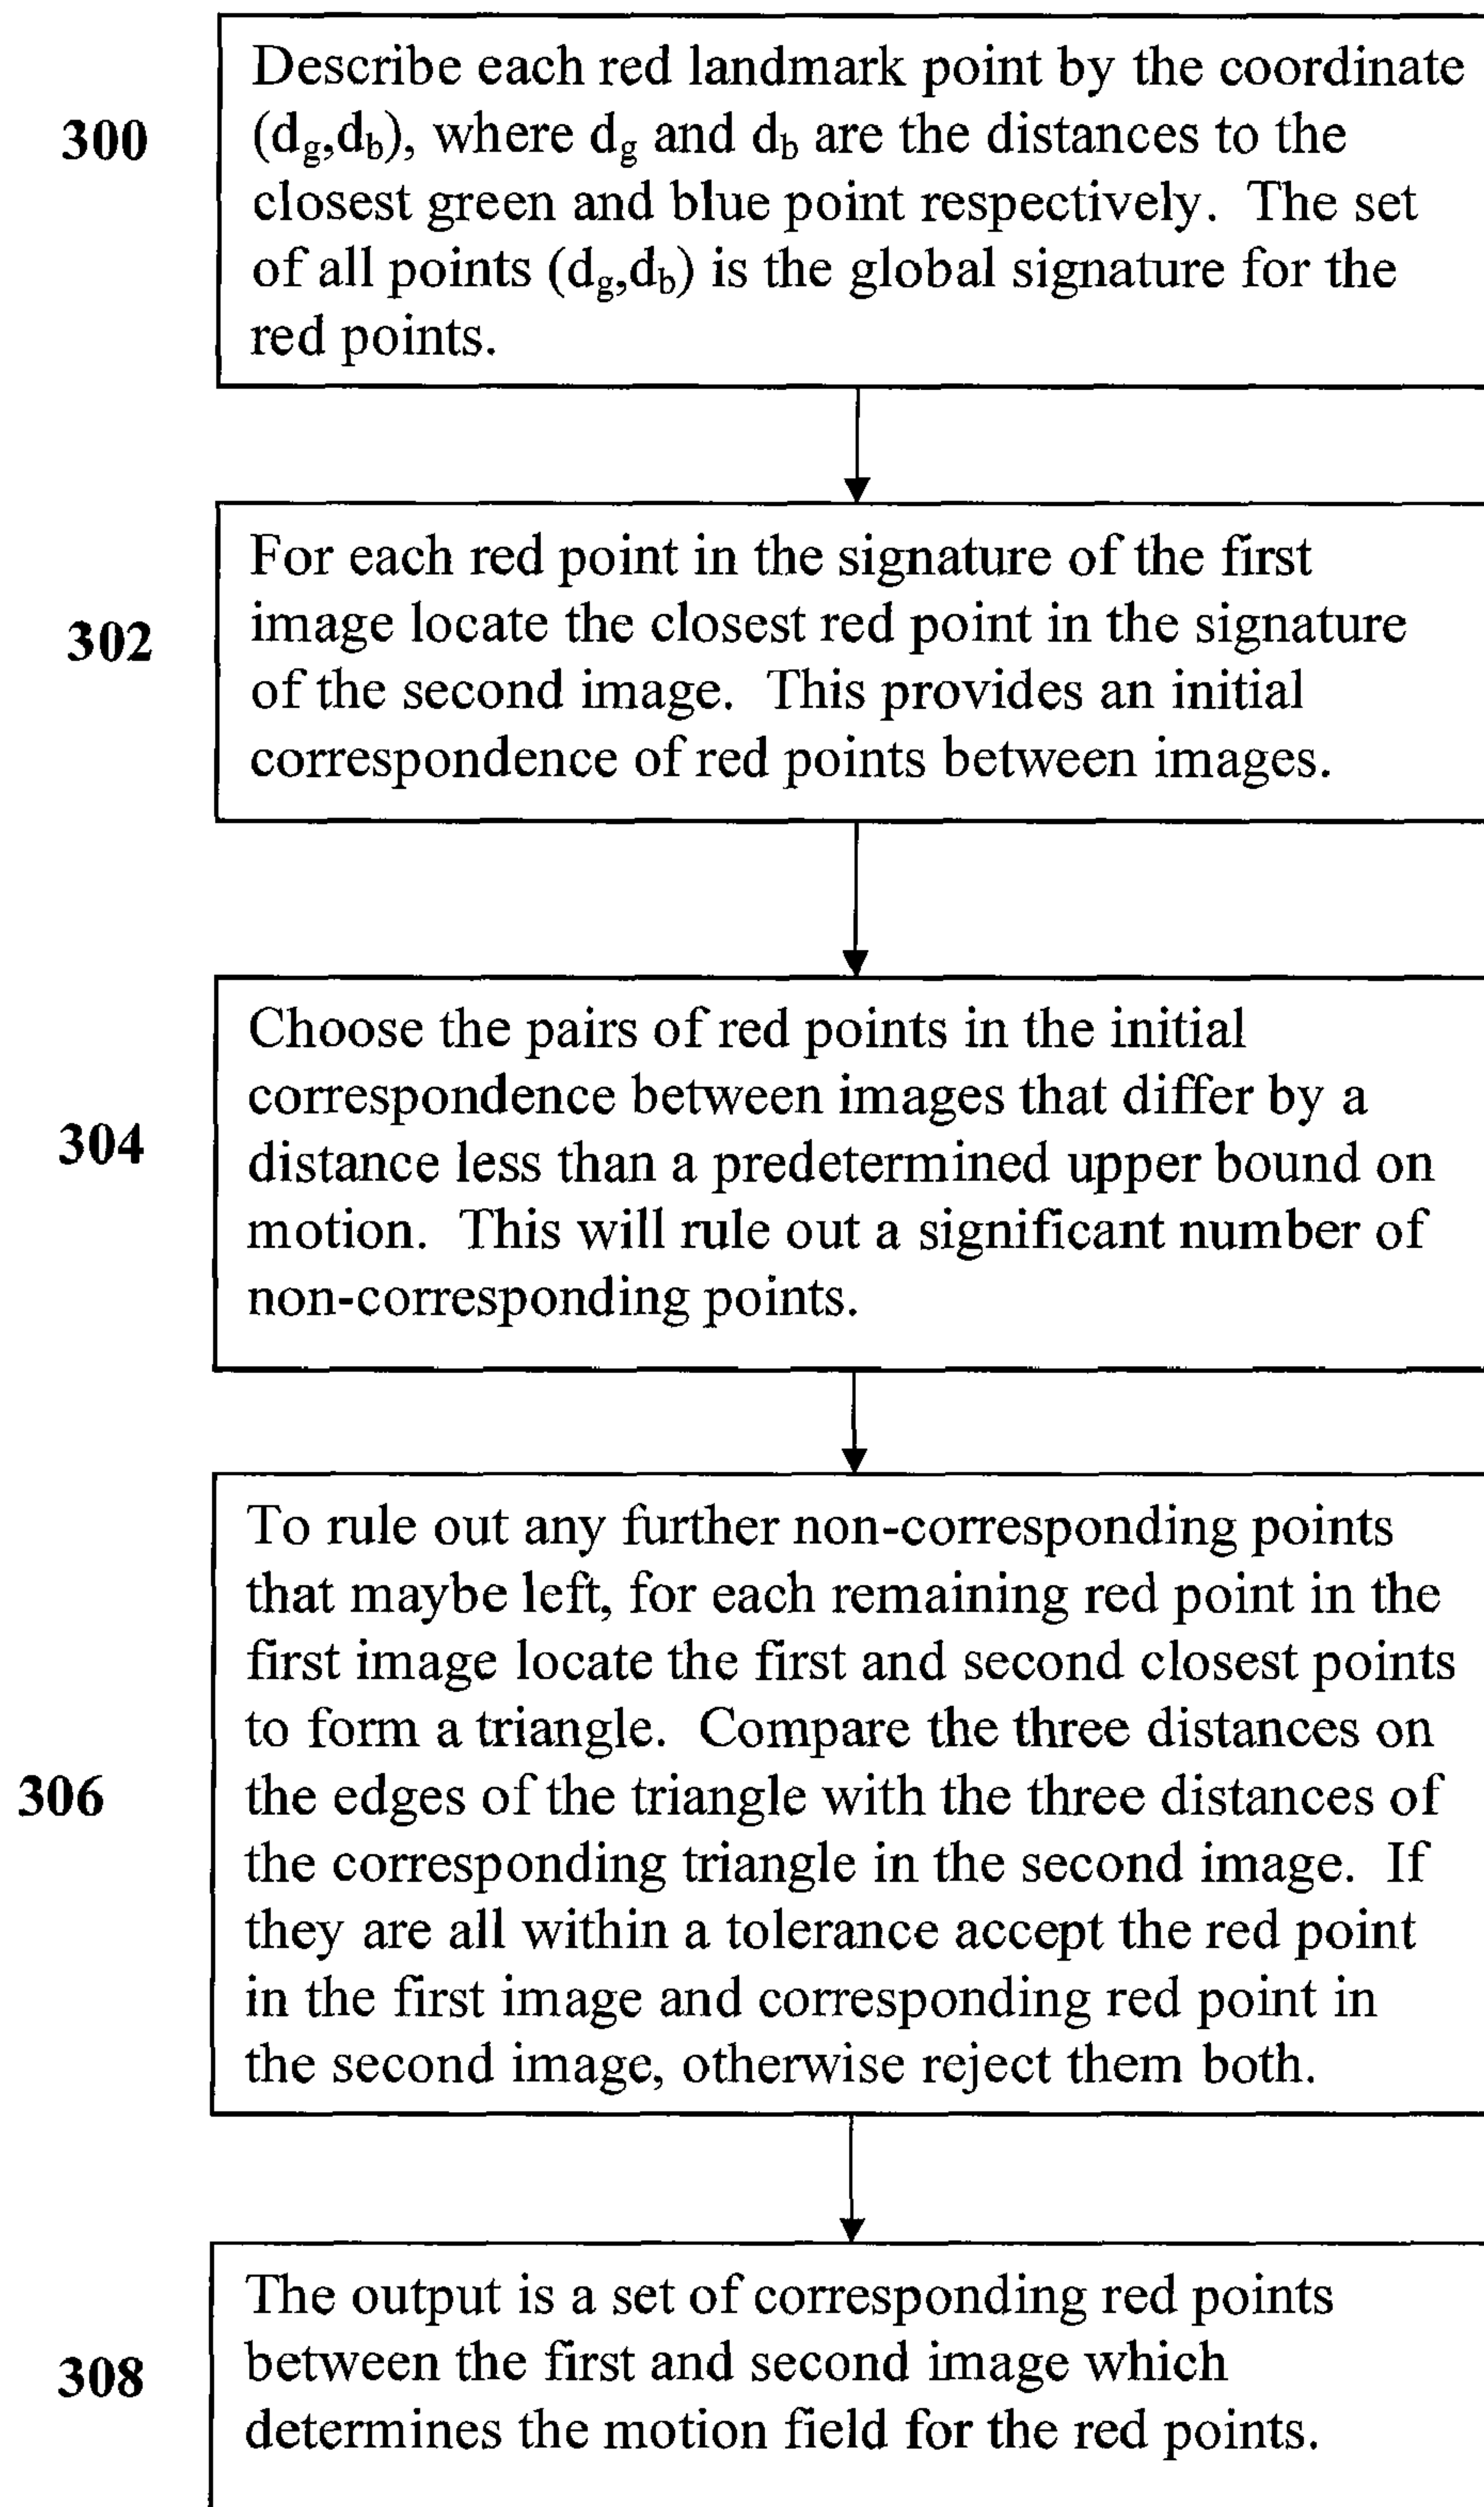 300
Describe each red landmark point by the coordinate
(dg,db), where dg and db are the distances to the
closest green and blue point respectively. The set
of all points (dg,db) is the global signature for the
red points.
302
For each red point in the signature of the first
image locate the closest red point in the signature
of the second image. This provides an initial
correspondence of red points between images.
304
Choose the pairs of red points in the initial
correspondence between images that differ by a
distance less than a predetermined upper bound on
motion. This will rule out a significant number of
non-corresponding points.
306
To rule out any further non-corresponding points
that maybe left, for each remaining red point in the
first image locate the first and second closest points
to form a triangle. Compare the three distances on
the edges of the triangle with the three distances of
the corresponding triangle in the second image. If
they are all within a tolerance accept the red point
in the first image and corresponding red point in
the second image, otherwise reject them both.
308
The output is a set of corresponding red points
between the first and second image which
determines the motion field for the red points.